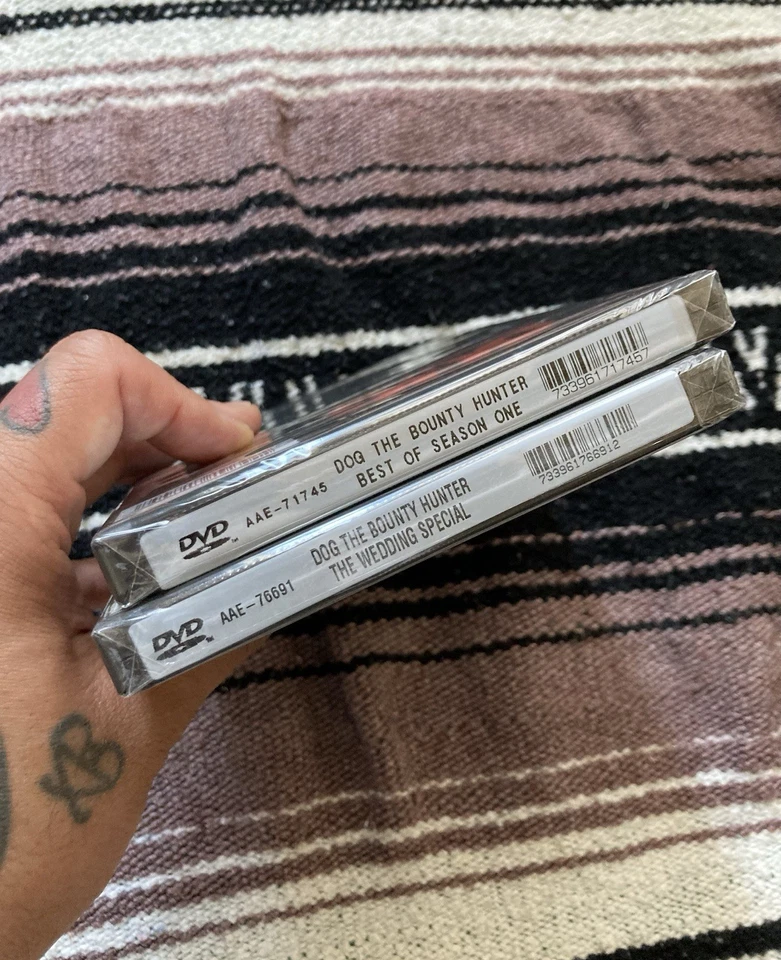 DVD
AAE-71745
DOG THE BOUNTY HUNTER
BEST OF SEASON ONE
733961717457
DVD
AAE-76691
DOG THE BOUNTY HUNTER
THE WEDDING SPECIAL
733961766912